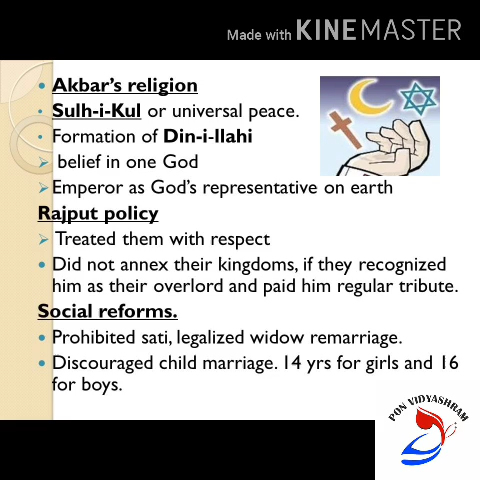 Made with KINEMASTER
Akbar's religion
Sulh-i-Kul or universal peace.
Formation of Din-i-Ilahi
belief in one God
Emperor as God's representative on earth
Rajput policy
Treated them with respect
Did not annex their kingdoms, if they recognized
him as their overlord and paid him regular tribute.
Social reforms.
Prohibited sati, legalized widow remarriage.
Discouraged child marriage. 14 yrs for girls and 16
for boys.
PON VIDYASHRAM